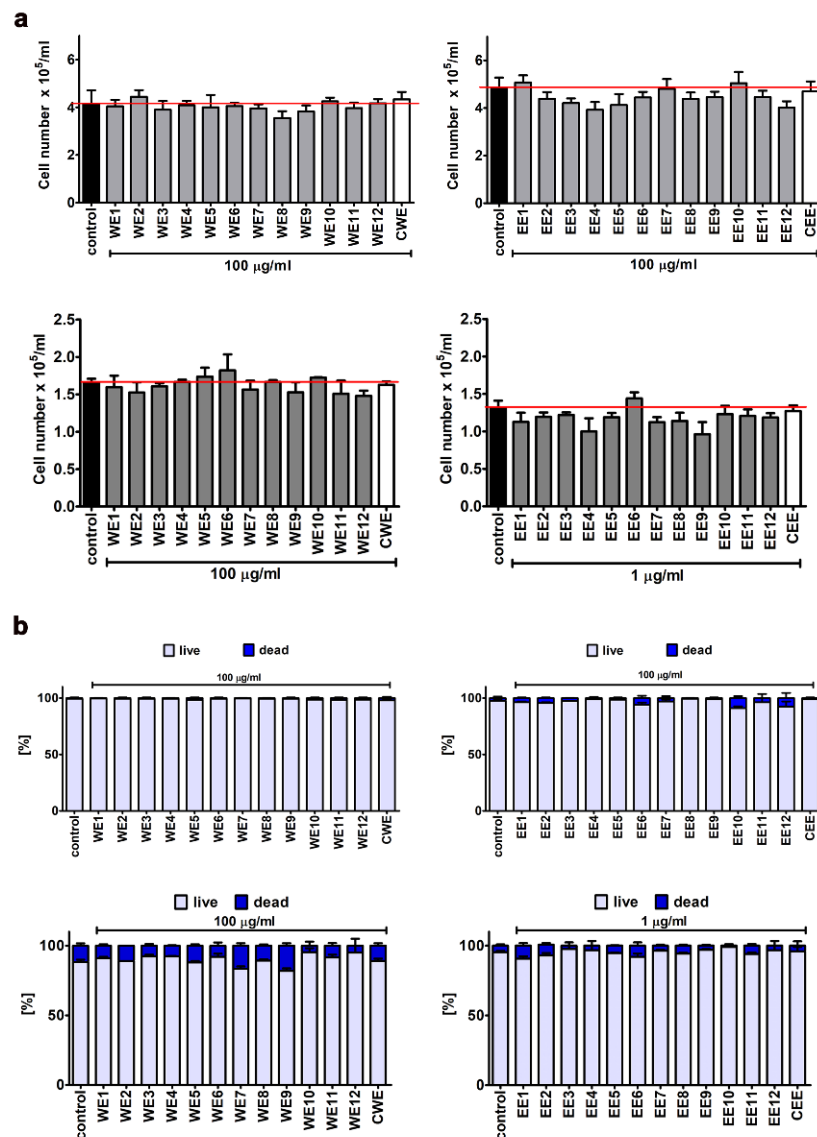 a
Cell number x 10⁵/ml
6
4
2
0
control
WE1
WE2
WE3
WE4
WE5
WE6
WE7
WE8
WE9
WE10
WE11
WE12
CWE
100 µg/ml
Cell number x 10⁵/ml
6
4
2
0
control
EE1
EE2
EE3
EE4
EE5
EE6
EE7
EE8
EE9
EE10
EE11
EE12
CEE
100 µg/ml
Cell number x 10⁵/ml
2.5
2.0
1.5
1.0
0.5
0.0
control
WE1
WE2
WE3
WE4
WE5
WE6
WE7
WE8
WE9
WE10
WE11
WE12
CWE
100 µg/ml
Cell number x 10⁵/ml
2.5
2.0
1.5
1.0
0.5
0.0
control
EE1
EE2
EE3
EE4
EE5
EE6
EE7
EE8
EE9
EE10
EE11
EE12
CEE
1 µg/ml
b
live dead
100 µg/ml
[%]
100
50
0
control
WE1
WE2
WE3
WE4
WE5
WE6
WE7
WE8
WE9
WE10
WE11
WE12
CWE
live dead
100 µg/ml
[%]
100
50
0
control
EE1
EE2
EE3
EE4
EE5
EE6
EE7
EE8
EE9
EE10
EE11
EE12
CEE
live dead
100 µg/ml
[%]
100
50
0
control
WE1
WE2
WE3
WE4
WE5
WE6
WE7
WE8
WE9
WE10
WE11
WE12
CWE
live dead
1 µg/ml
[%]
100
50
0
control
EE1
EE2
EE3
EE4
EE5
EE6
EE7
EE8
EE9
EE10
EE11
EE12
CEE